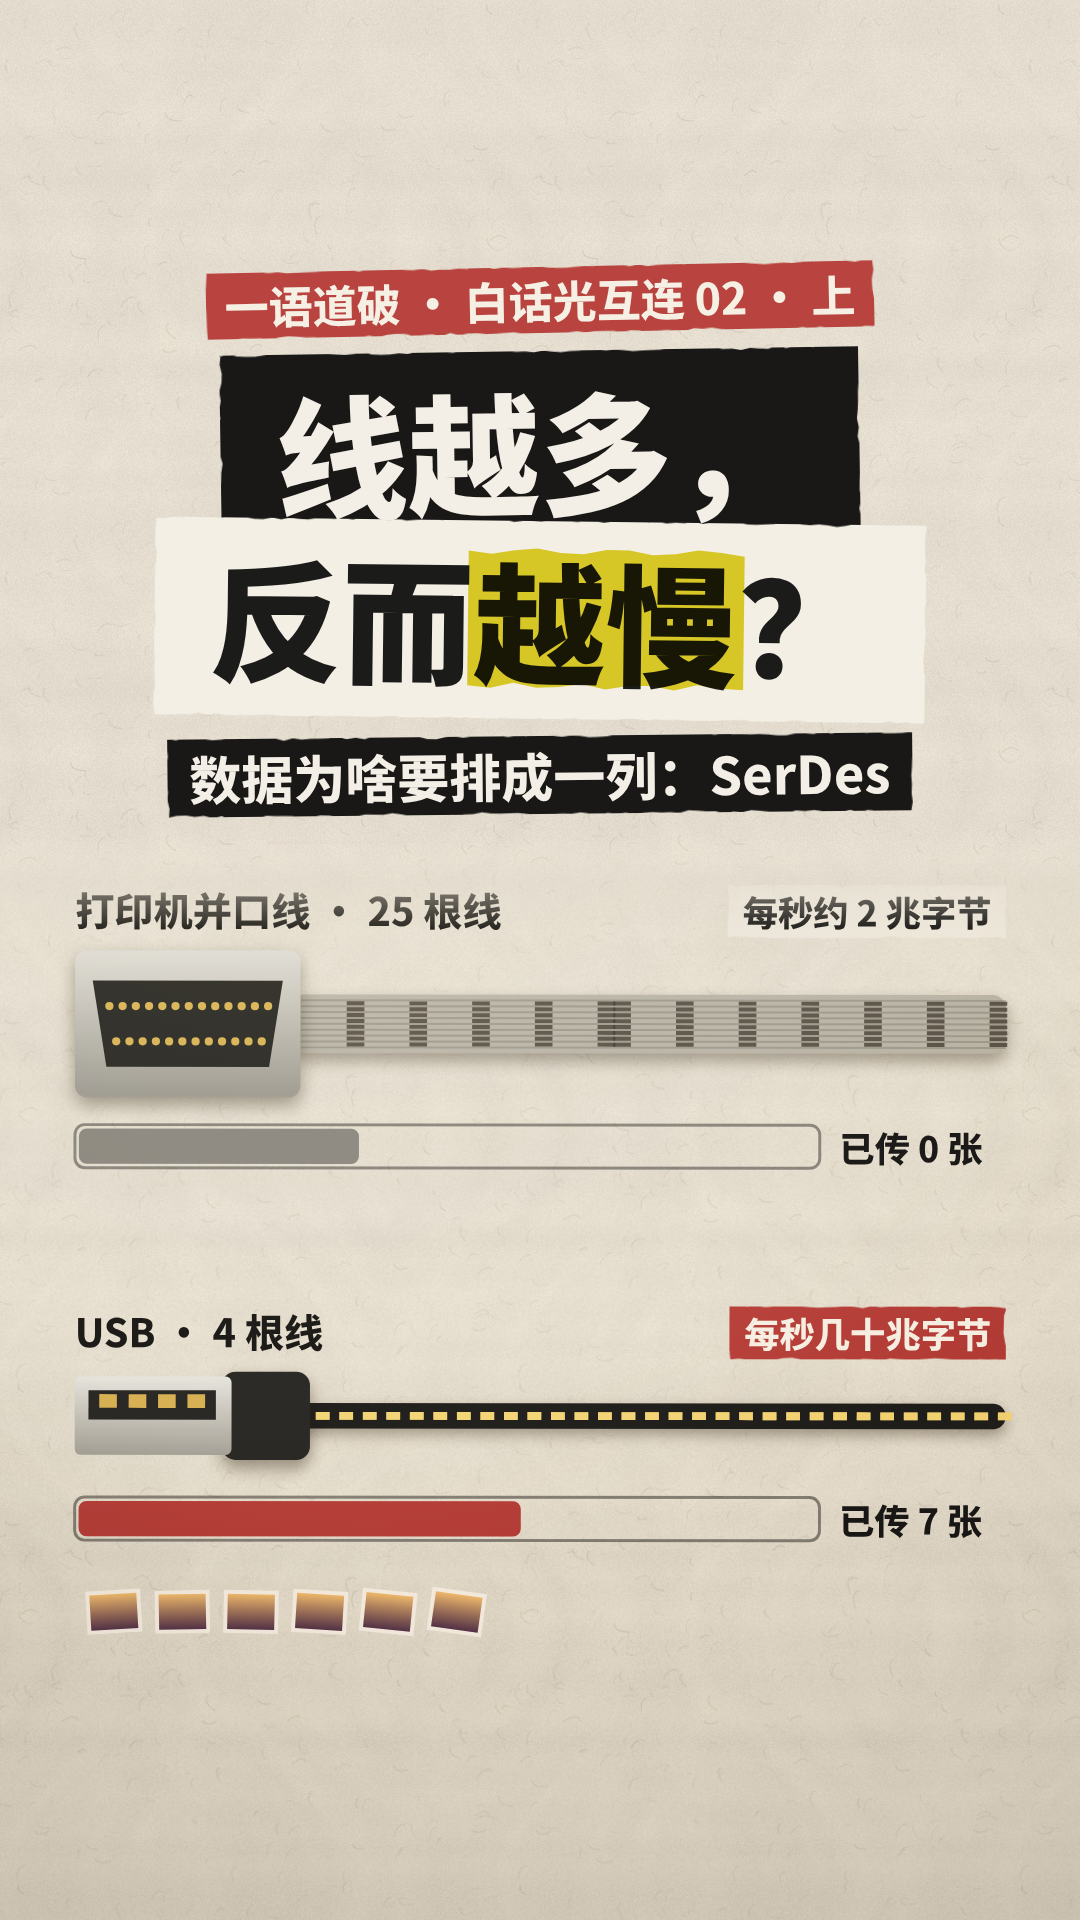 一语道破 · 白话光互连 02 · 上
线越多，
反而越慢？
数据为啥要排成一列：SerDes
打印机并口线 · 25 根线
每秒约 2 兆字节
已传 0 张
USB · 4 根线
每秒几十兆字节
已传 7 张